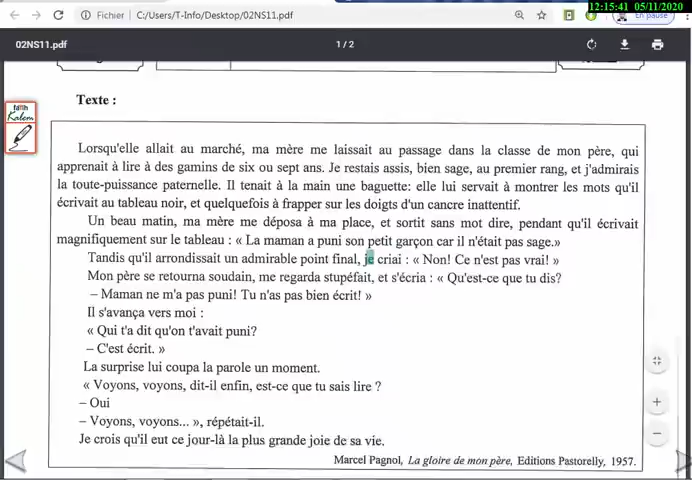 12:15:41 05/11/2020
Fichier | C:/Users/T-Info/Desktop/02NS11.pdf
En pause
02NS11.pdf
1 / 2
Texte :
fatih
Kalem
Lorsqu'elle allait au marché, ma mère me laissait au passage dans la classe de mon père, qui
apprenait à lire à des gamins de six ou sept ans. Je restais assis, bien sage, au premier rang, et j'admirais
la toute-puissance paternelle. Il tenait à la main une baguette: elle lui servait à montrer les mots qu'il
écrivait au tableau noir, et quelquefois à frapper sur les doigts d'un cancre inattentif.
Un beau matin, ma mère me déposa à ma place, et sortit sans mot dire, pendant qu'il écrivait
magnifiquement sur le tableau : « La maman a puni son petit garçon car il n'était pas sage.»
Tandis qu'il arrondissait un admirable point final, je criai : « Non! Ce n'est pas vrai! »
Mon père se retourna soudain, me regarda stupéfait, et s'écria : « Qu'est-ce que tu dis?
– Maman ne m'a pas puni! Tu n'as pas bien écrit! »
Il s'avança vers moi :
« Qui t'a dit qu'on t'avait puni?
– C'est écrit. »
La surprise lui coupa la parole un moment.
« Voyons, voyons, dit-il enfin, est-ce que tu sais lire ?
– Oui
– Voyons, voyons... », répétait-il.
Je crois qu'il eut ce jour-là la plus grande joie de sa vie.
Marcel Pagnol, La gloire de mon père, Editions Pastorelly, 1957.